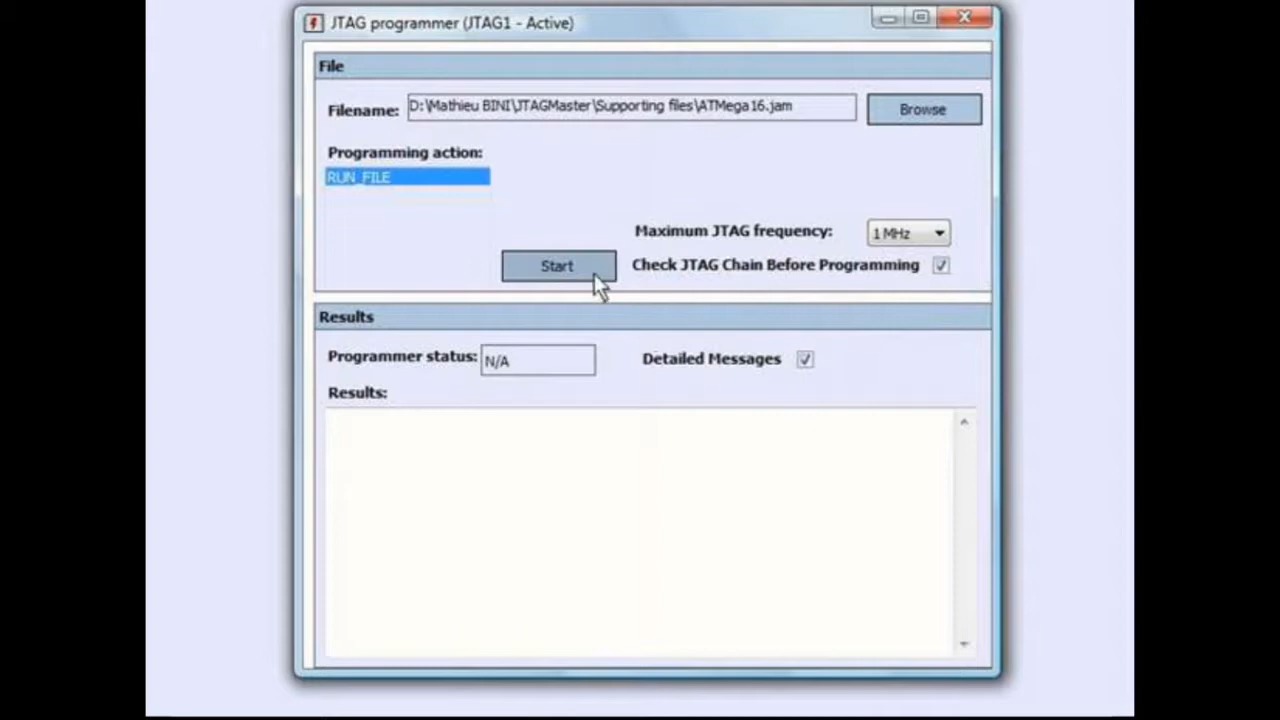 JTAG programmer (JTAG1 - Active)
File
Filename: D:\Mathieu BINI\JTAGMaster\Supporting files\ATMega16.jam Browse
Programming action:
RUN_FILE
Maximum JTAG frequency: 1 MHz
Start Check JTAG Chain Before Programming
Results
Programmer status: N/A Detailed Messages
Results: